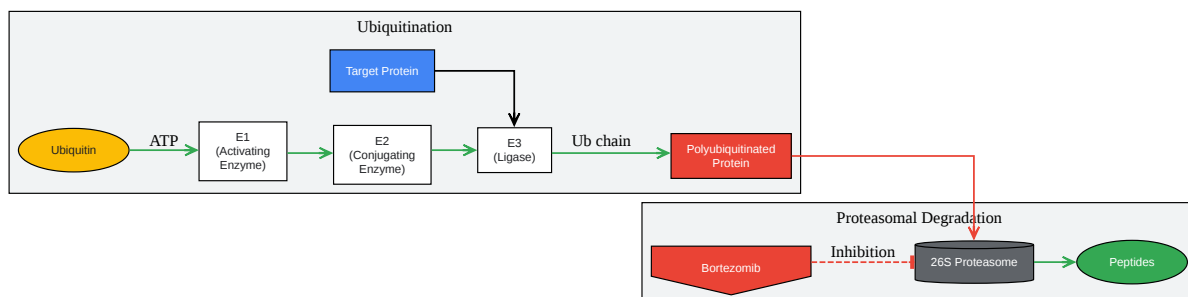 Ubiquitination
Target Protein
Ubiquitin
ATP
E1
(Activating
Enzyme)
E2
(Conjugating
Enzyme)
E3
(Ligase)
Ub chain
Polyubiquitinated
Protein
Proteasomal Degradation
Bortezomib
Inhibition
26S Proteasome
Peptides